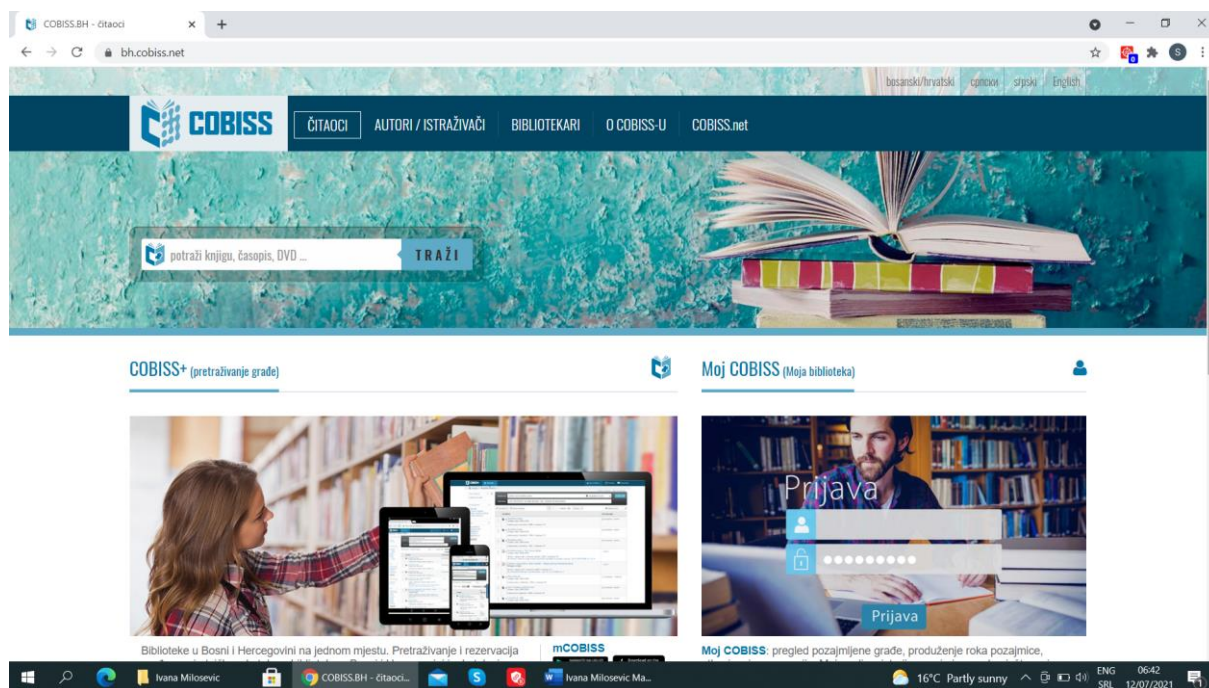 COBISS.BH - čitaoci
bh.cobiss.net
S
bosanski/hrvatski српски srpski English
COBISS
ČITAOCI AUTORI / ISTRAŽIVAČI BIBLIOTEKARI O COBISS-U COBISS.net
potraži knjigu, časopis, DVD ...
TRAŽI
COBISS+ (pretraživanje građe)
Moj COBISS (Moja biblioteka)
Prijava
Prijava
Biblioteke u Bosni i Hercegovini na jednom mjestu. Pretraživanje i rezervacija
mCOBISS
Moj COBISS: pregled pozajmljene građe, produženje roka pozajmice,
Ivana Milosevic
COBISS.BH - čitaoc...
Ivana Milosevic Ma...
16°C Partly sunny
ENG
SRL
06:42
12/07/2021